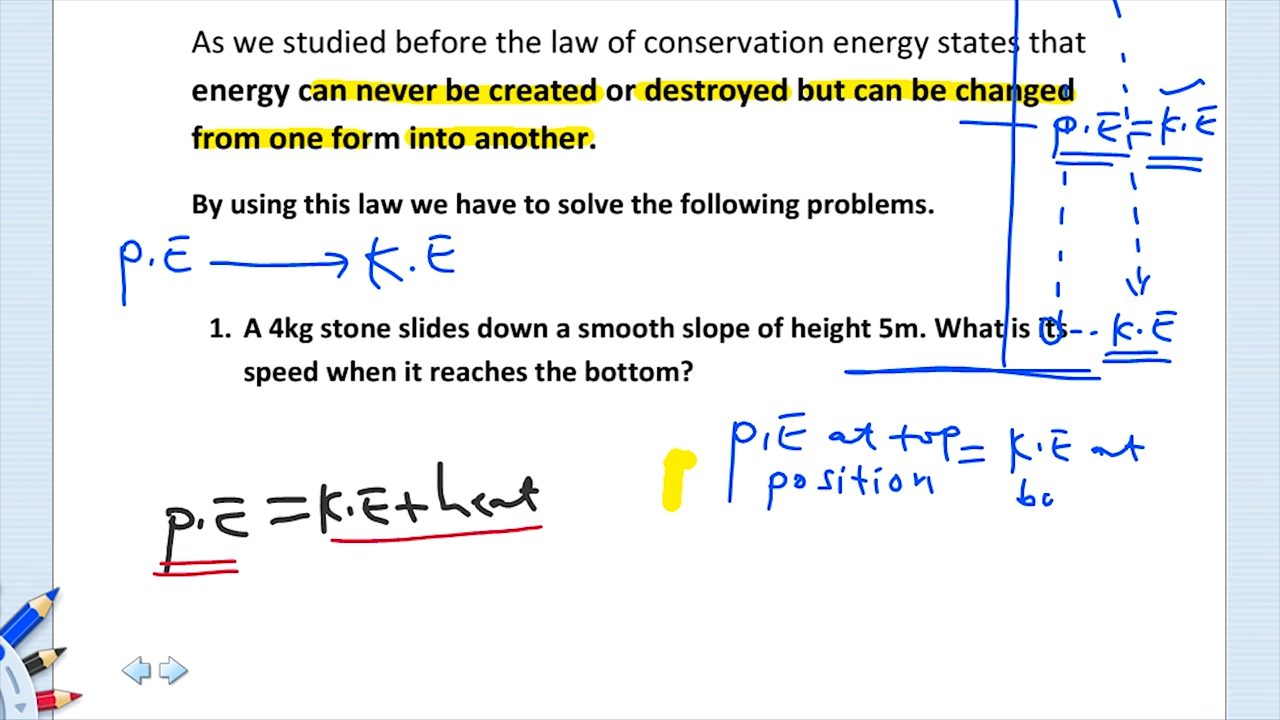 As we studied before the law of conservation energy states that
energy can never be created or destroyed but can be changed
from one form into another.
P.E = K.E
By using this law we have to solve the following problems.
P.E → K.E
1. A 4kg stone slides down a smooth slope of height 5m. What is its
0 -- K.E
speed when it reaches the bottom?
P.E at top = K.E at
position bo
P.E = K.E + heat